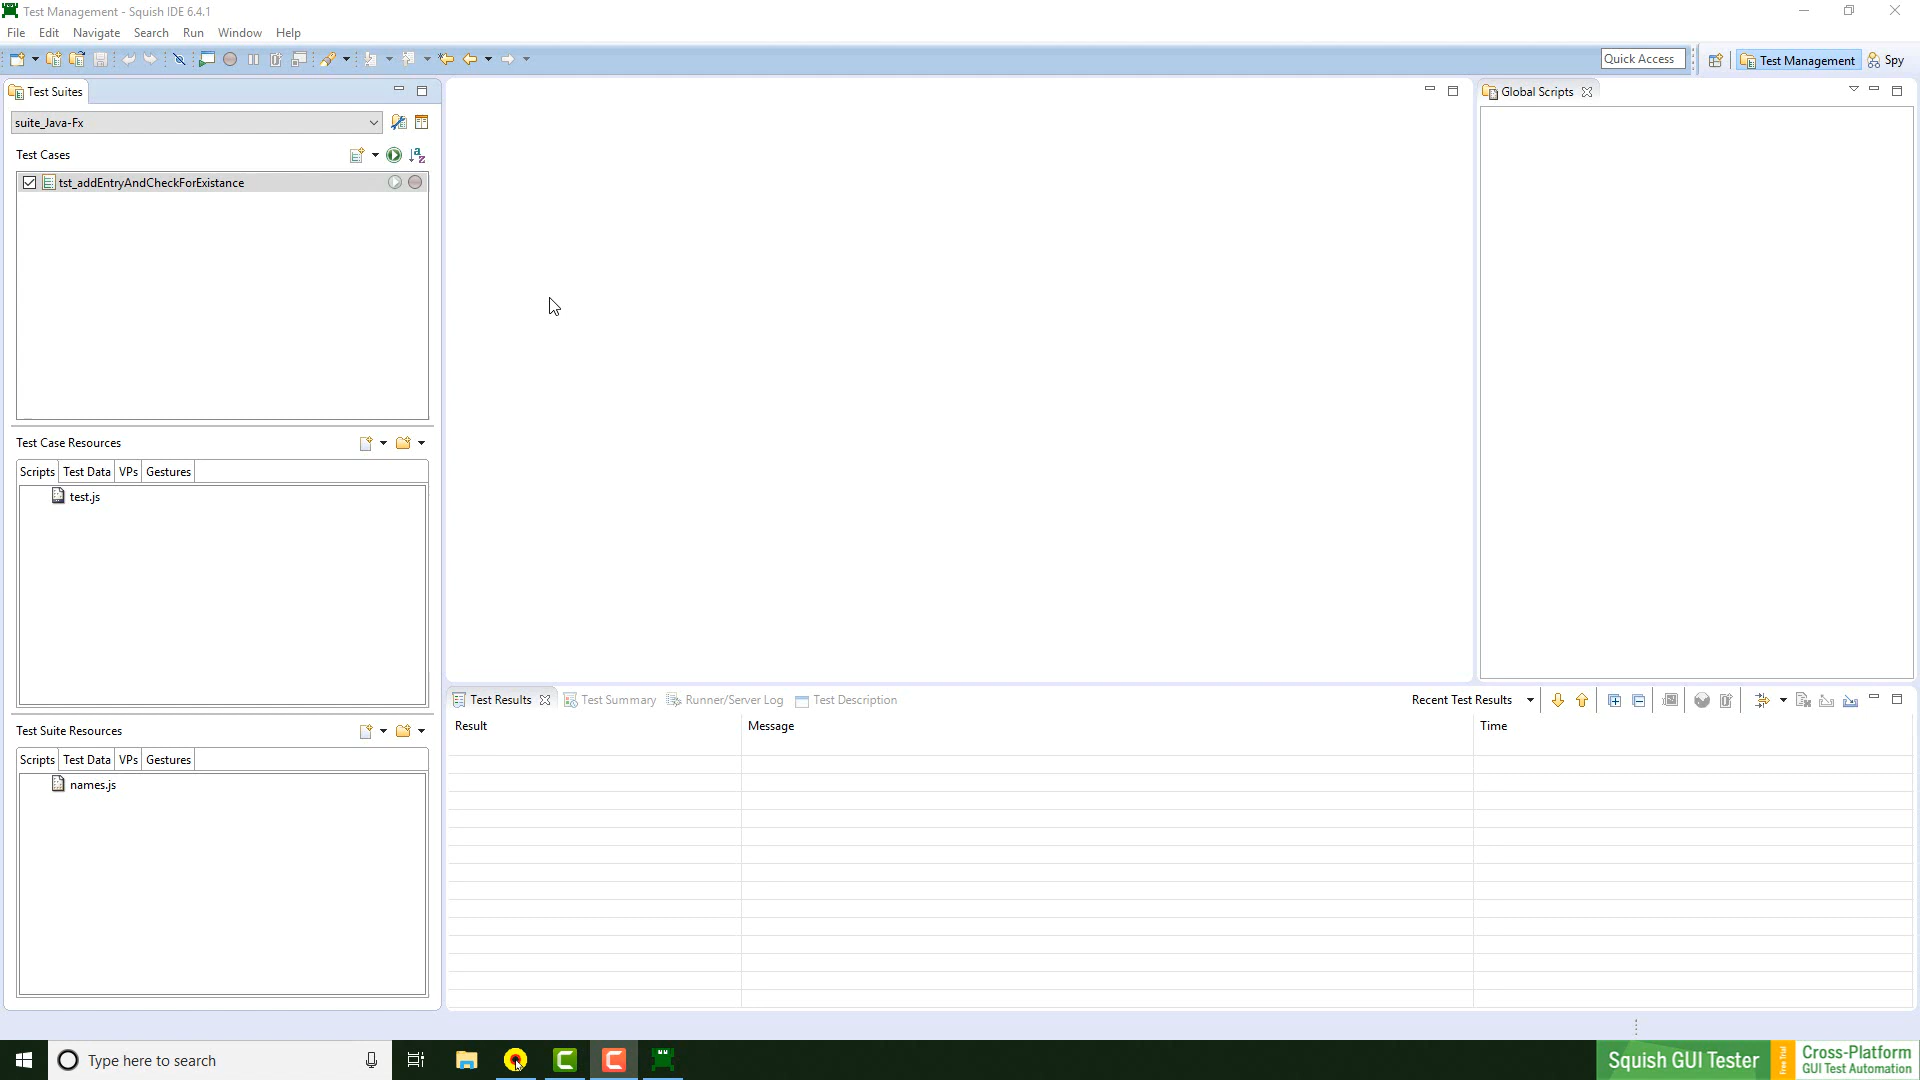 Test Management - Squish IDE 6.4.1
File Edit Navigate Search Run Window Help
Quick Access Test Management Spy
Test Suites
suite_Java-Fx
Test Cases
tst_addEntryAndCheckForExistance
Test Case Resources
Scripts Test Data VPs Gestures
test.js
Test Suite Resources
Scripts Test Data VPs Gestures
names.js
Global Scripts
Test Results Test Summary Runner/Server Log Test Description Recent Test Results
Result Message Time
Type here to search
Squish GUI Tester
Free Trial
Cross-Platform
GUI Test Automation